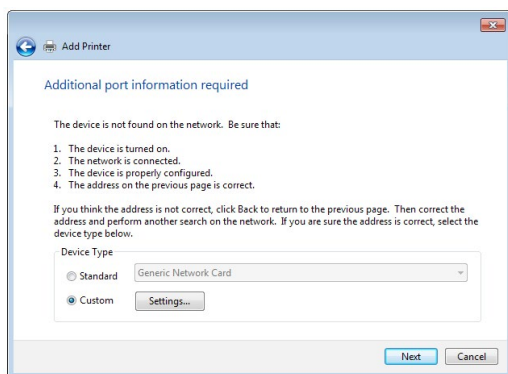 Add Printer
Additional port information required
The device is not found on the network. Be sure that:
1. The device is turned on.
2. The network is connected.
3. The device is properly configured.
4. The address on the previous page is correct.
If you think the address is not correct, click Back to return to the previous page. Then correct the
address and perform another search on the network. If you are sure the address is correct, select the
device type below.
Device Type
Standard
Generic Network Card
Custom
Settings...
Next
Cancel